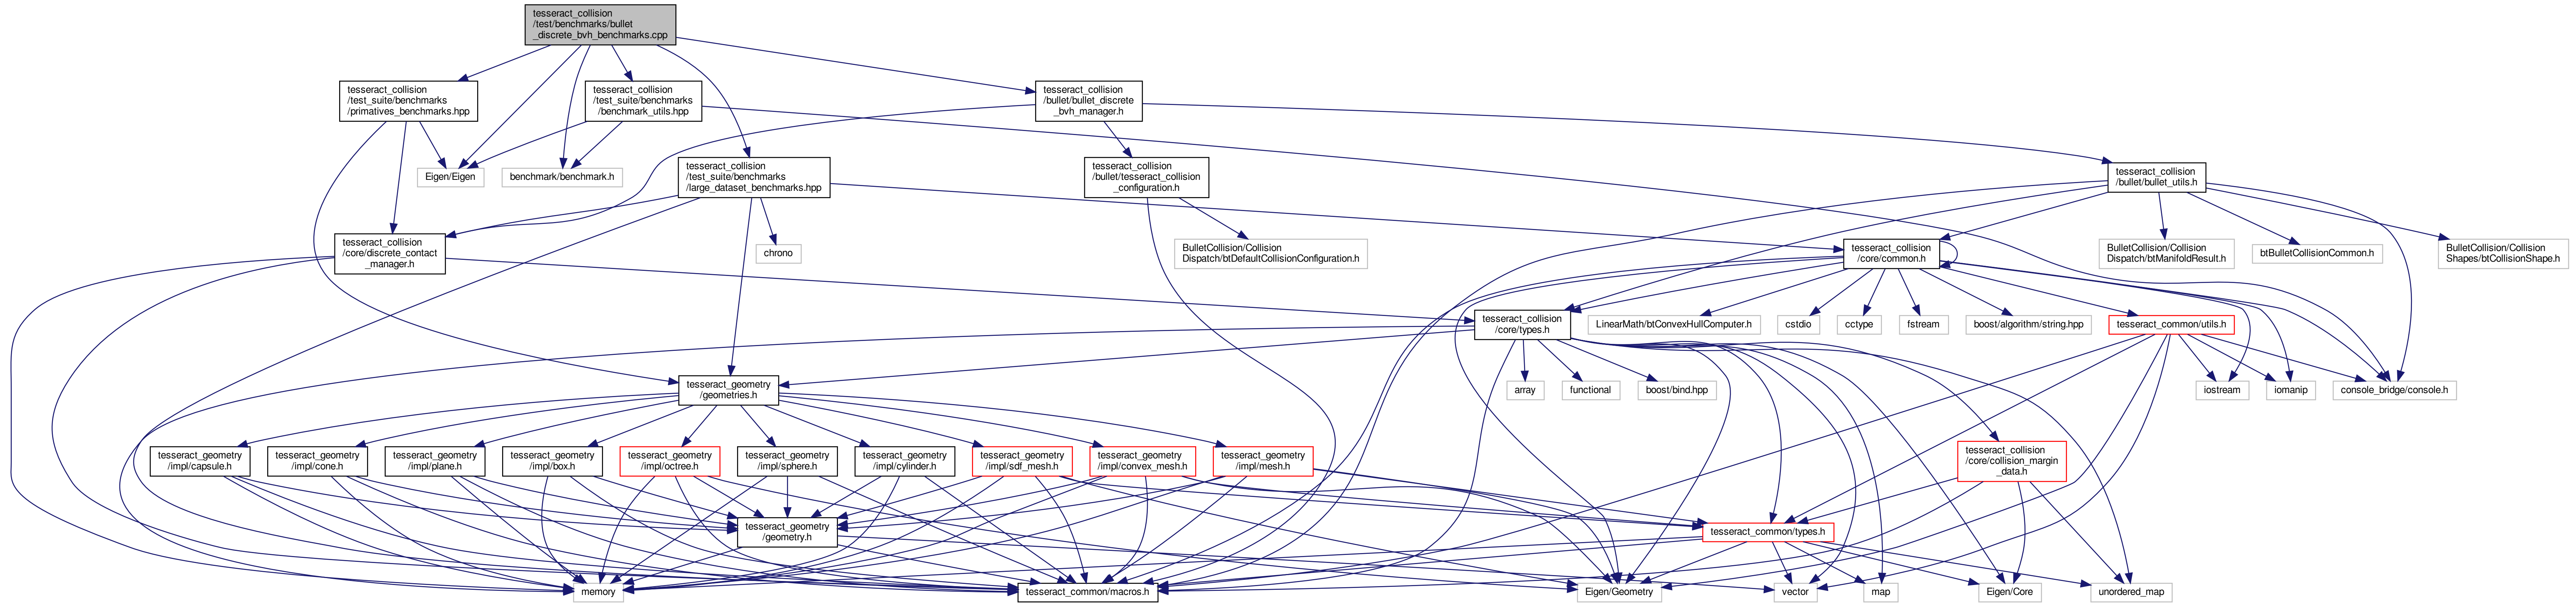 tesseract_collision
/test/benchmarks/bullet
_discrete_bvh_benchmarks.cpp
tesseract_collision
/test_suite/benchmarks
/primatives_benchmarks.hpp
tesseract_collision
/test_suite/benchmarks
/benchmark_utils.hpp
tesseract_collision
/bullet/bullet_discrete
_bvh_manager.h
Eigen/Eigen
benchmark/benchmark.h
tesseract_collision
/test_suite/benchmarks
/large_dataset_benchmarks.hpp
tesseract_collision
/bullet/tesseract_collision
_configuration.h
tesseract_collision
/bullet/bullet_utils.h
tesseract_collision
/core/discrete_contact
_manager.h
chrono
BulletCollision/Collision
Dispatch/btDefaultCollisionConfiguration.h
tesseract_collision
/core/common.h
BulletCollision/Collision
Dispatch/btManifoldResult.h
btBulletCollisionCommon.h
BulletCollision/Collision
Shapes/btCollisionShape.h
tesseract_collision
/core/types.h
LinearMath/btConvexHullComputer.h
cstdio
cctype
fstream
boost/algorithm/string.hpp
tesseract_common/utils.h
tesseract_geometry
/geometries.h
array
functional
boost/bind.hpp
iostream
iomanip
console_bridge/console.h
tesseract_geometry
/impl/capsule.h
tesseract_geometry
/impl/cone.h
tesseract_geometry
/impl/plane.h
tesseract_geometry
/impl/box.h
tesseract_geometry
/impl/octree.h
tesseract_geometry
/impl/sphere.h
tesseract_geometry
/impl/cylinder.h
tesseract_geometry
/impl/sdf_mesh.h
tesseract_geometry
/impl/convex_mesh.h
tesseract_geometry
/impl/mesh.h
tesseract_collision
/core/collision_margin
_data.h
tesseract_geometry
/geometry.h
tesseract_common/types.h
memory
tesseract_common/macros.h
Eigen/Geometry
vector
map
Eigen/Core
unordered_map